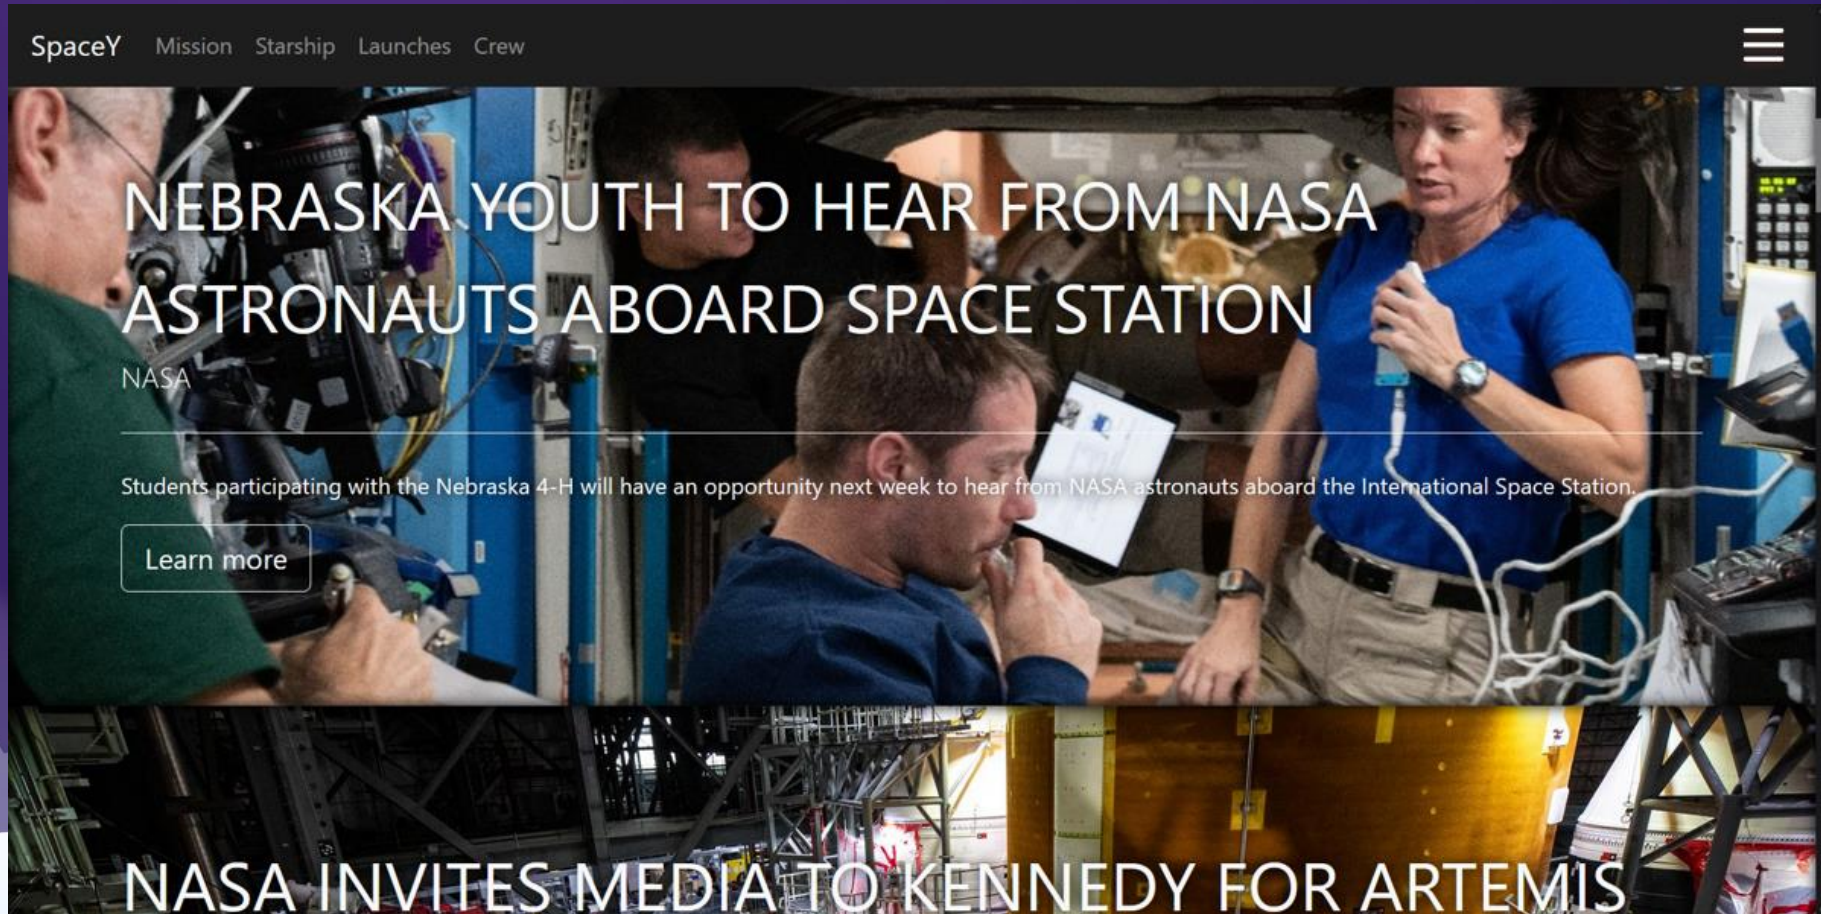 SpaceY Mission Starship Launches Crew
NEBRASKA YOUTH TO HEAR FROM NASA
ASTRONAUTS ABOARD SPACE STATION
NASA
Students participating with the Nebraska 4-H will have an opportunity next week to hear from NASA astronauts aboard the International Space Station.
Learn more
NASA INVITES MEDIA TO KENNEDY FOR ARTEMIS